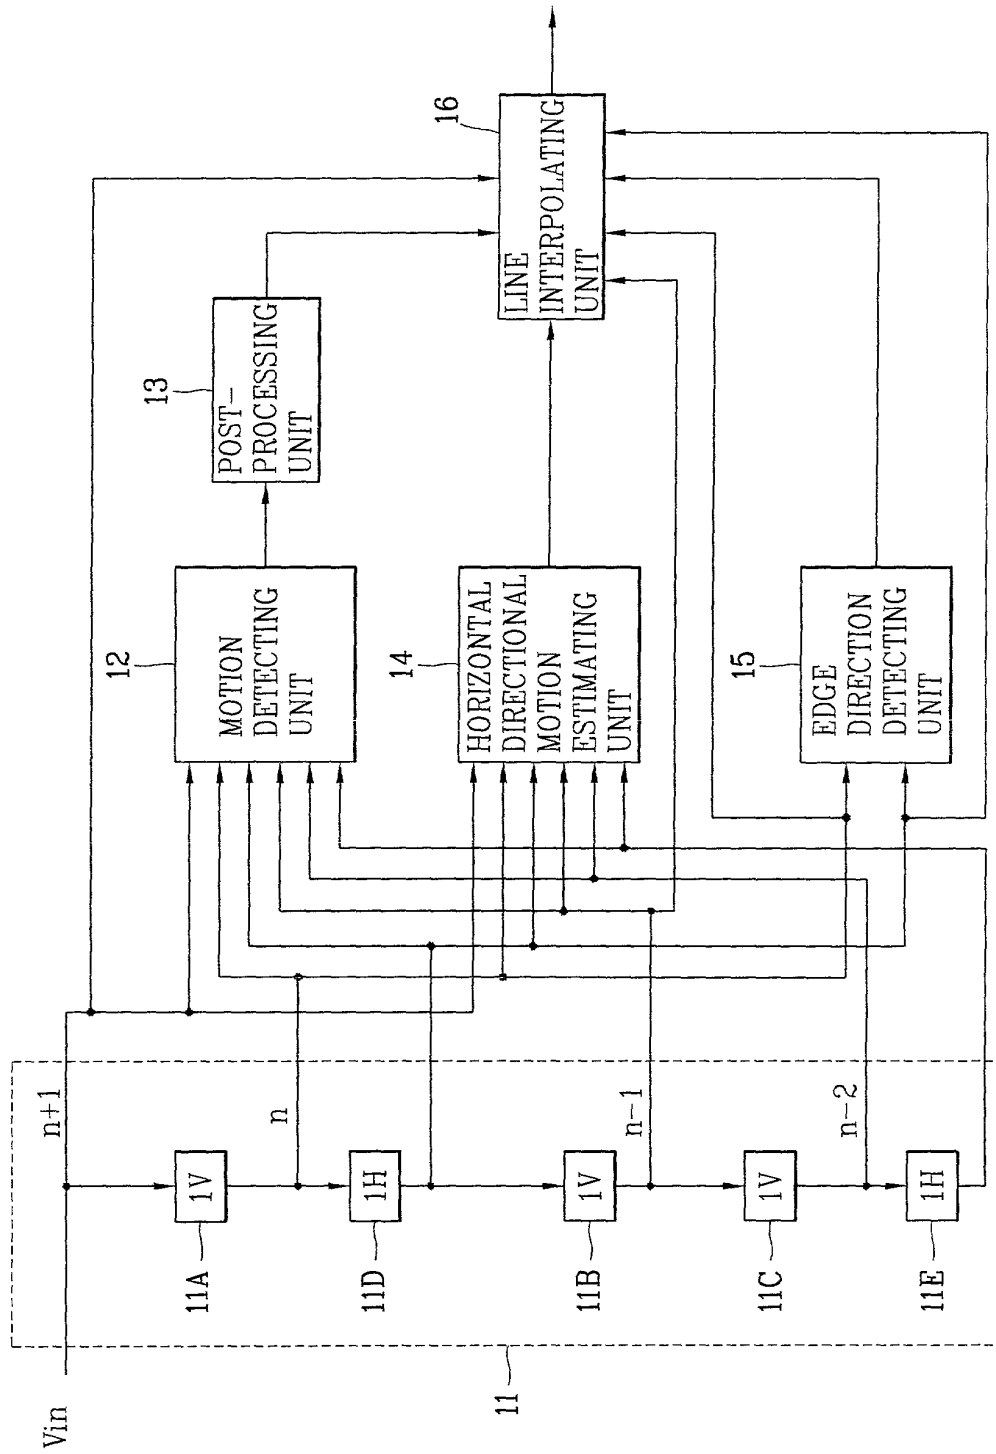 Vin
11
n+1
11A
1V
n
11D
1H
11B
1V
n-1
11C
1V
n-2
11E
1H
12
MOTION
DETECTING
UNIT
13
POST-
PROCESSING
UNIT
14
HORIZONTAL
DIRECTIONAL
MOTION
ESTIMATING
UNIT
15
EDGE
DIRECTION
DETECTING
UNIT
16
LINE
INTERPOLATING
UNIT